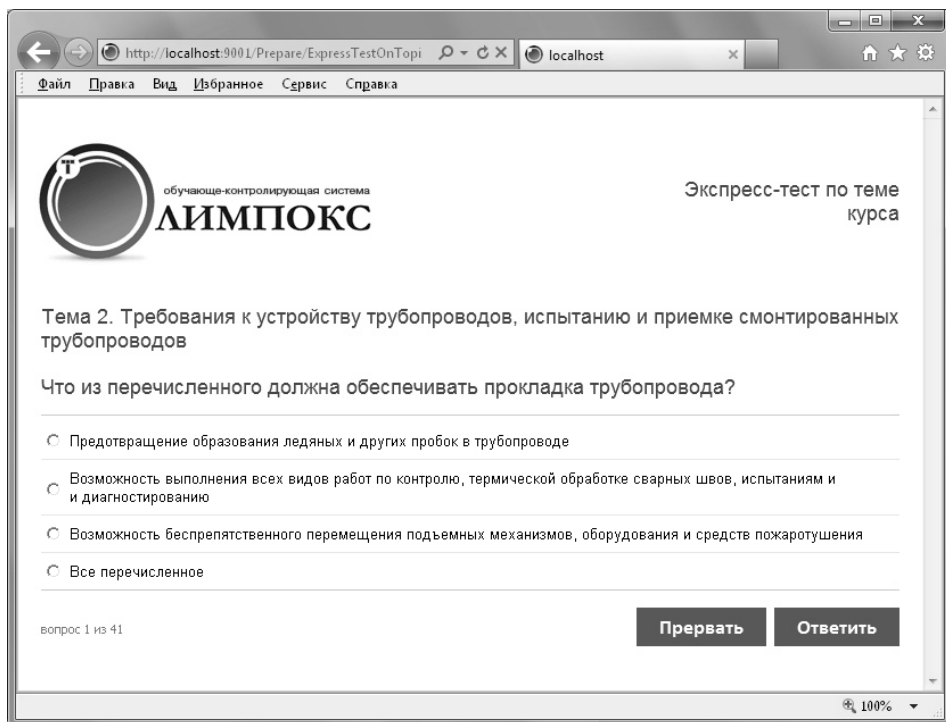 http://localhost:9001/Prepare/ExpressTestOnTopi
localhost
Файл Правка Вид Избранное Сервис Справка
Т
обучающе-контролирующая система
ЛИМПОКС
Экспресс-тест по теме
курса
Тема 2. Требования к устройству трубопроводов, испытанию и приемке смонтированных
трубопроводов
Что из перечисленного должна обеспечивать прокладка трубопровода?
Предотвращение образования ледяных и других пробок в трубопроводе
Возможность выполнения всех видов работ по контролю, термической обработке сварных швов, испытаниям и
и диагностированию
Возможность беспрепятственного перемещения подъемных механизмов, оборудования и средств пожаротушения
Все перечисленное
вопрос 1 из 41
Прервать
Ответить
100%